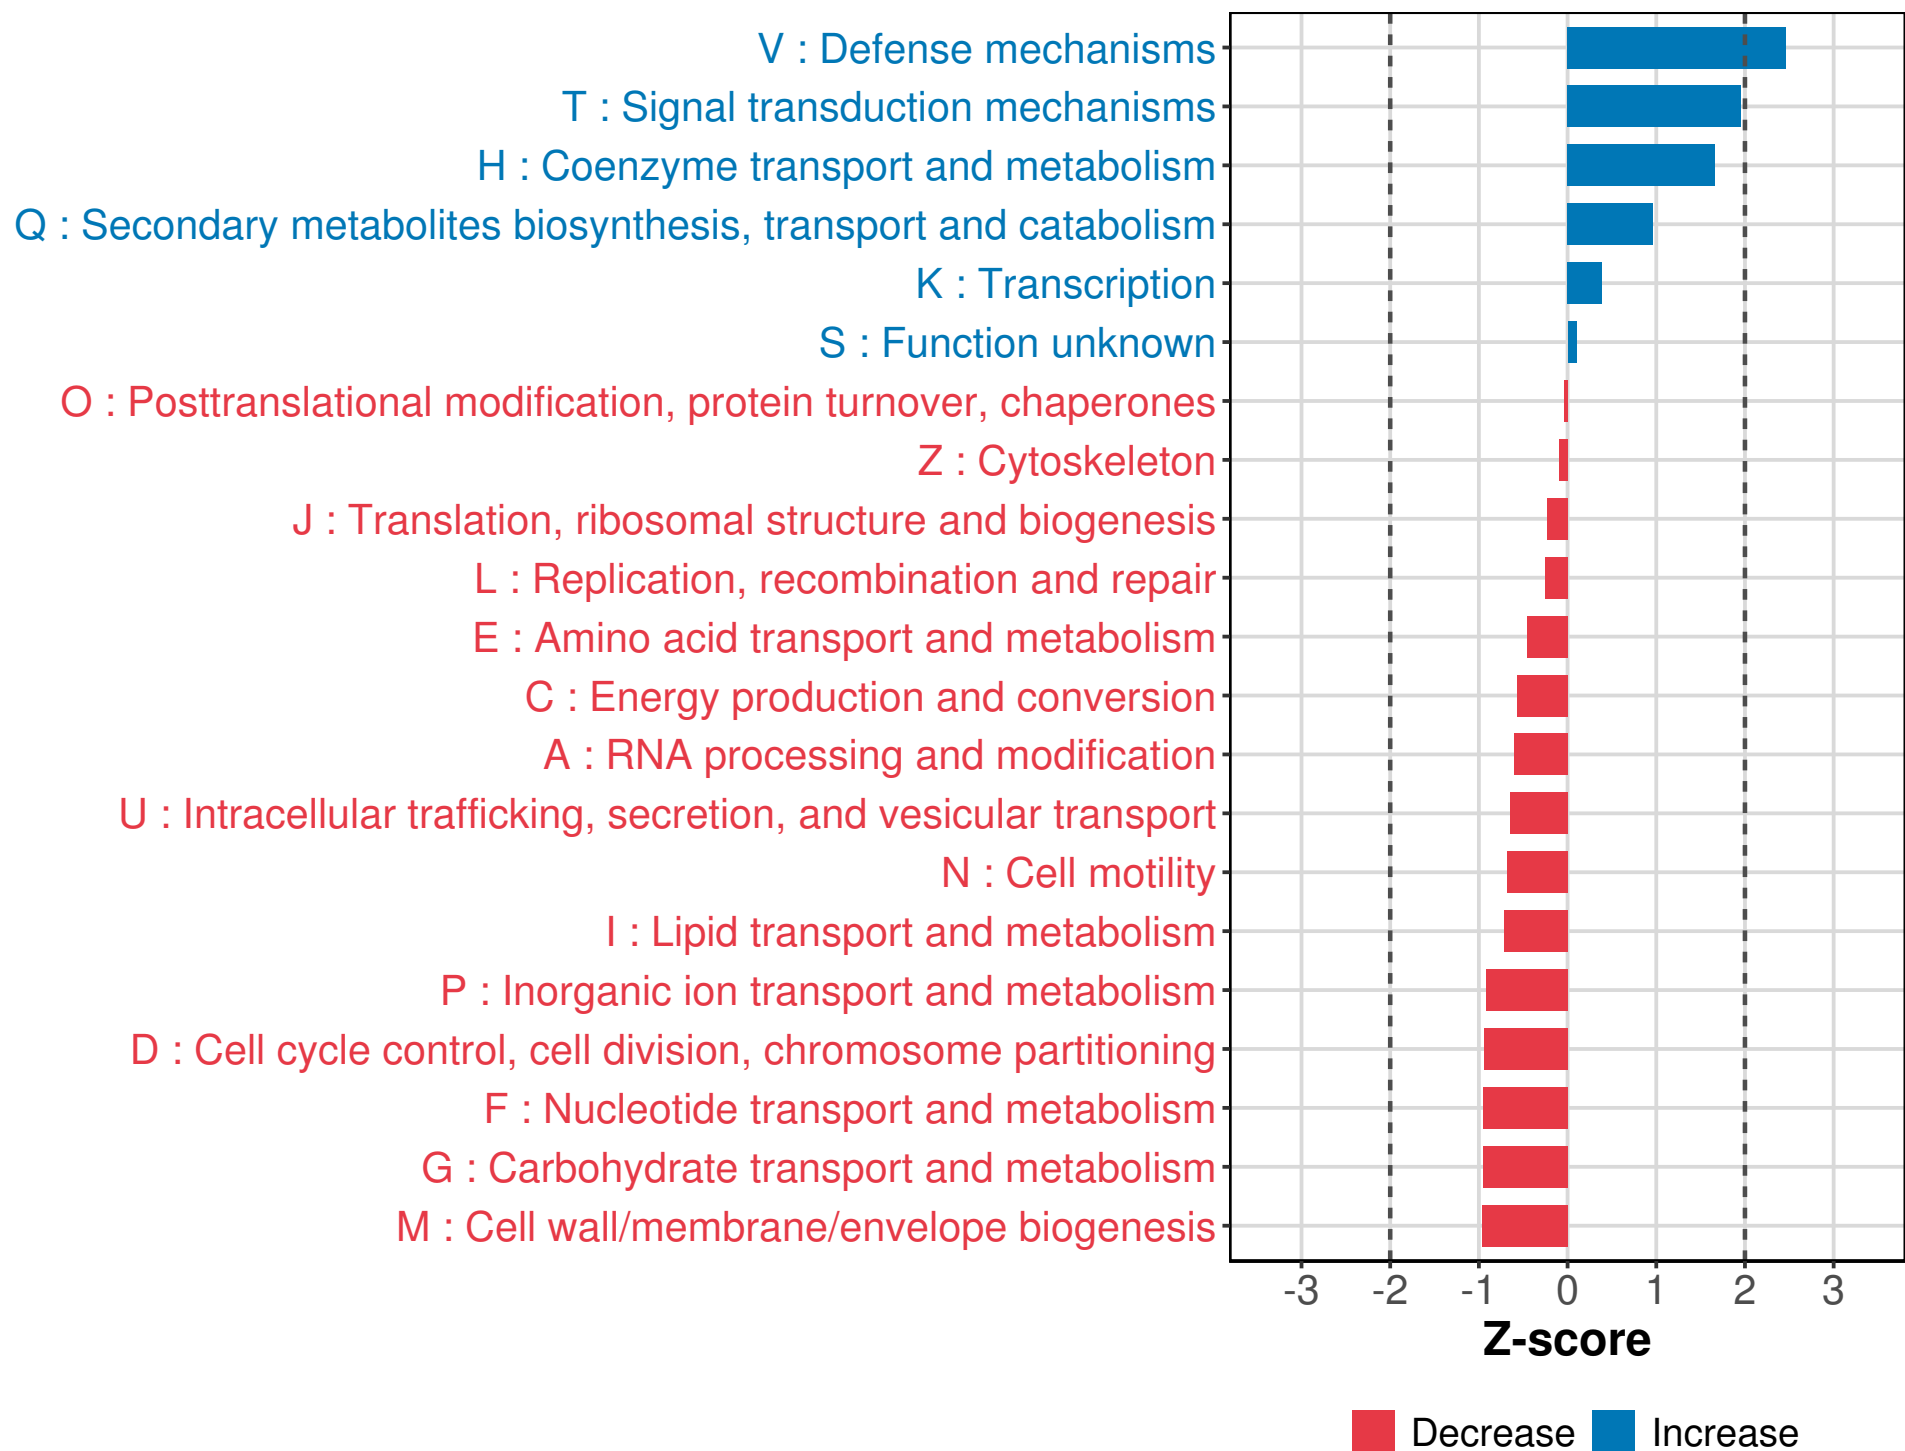 V : Defense mechanisms
T : Signal transduction mechanisms
H : Coenzyme transport and metabolism
Q : Secondary metabolites biosynthesis, transport and catabolism
K : Transcription
S : Function unknown
O : Posttranslational modification, protein turnover, chaperones
Z : Cytoskeleton
J : Translation, ribosomal structure and biogenesis
L : Replication, recombination and repair
E : Amino acid transport and metabolism
C : Energy production and conversion
A : RNA processing and modification
U : Intracellular trafficking, secretion, and vesicular transport
N : Cell motility
I : Lipid transport and metabolism
P : Inorganic ion transport and metabolism
D : Cell cycle control, cell division, chromosome partitioning
F : Nucleotide transport and metabolism
G : Carbohydrate transport and metabolism
M : Cell wall/membrane/envelope biogenesis
-3 -2 -1 0 1 2 3
Z-score
Decrease Increase